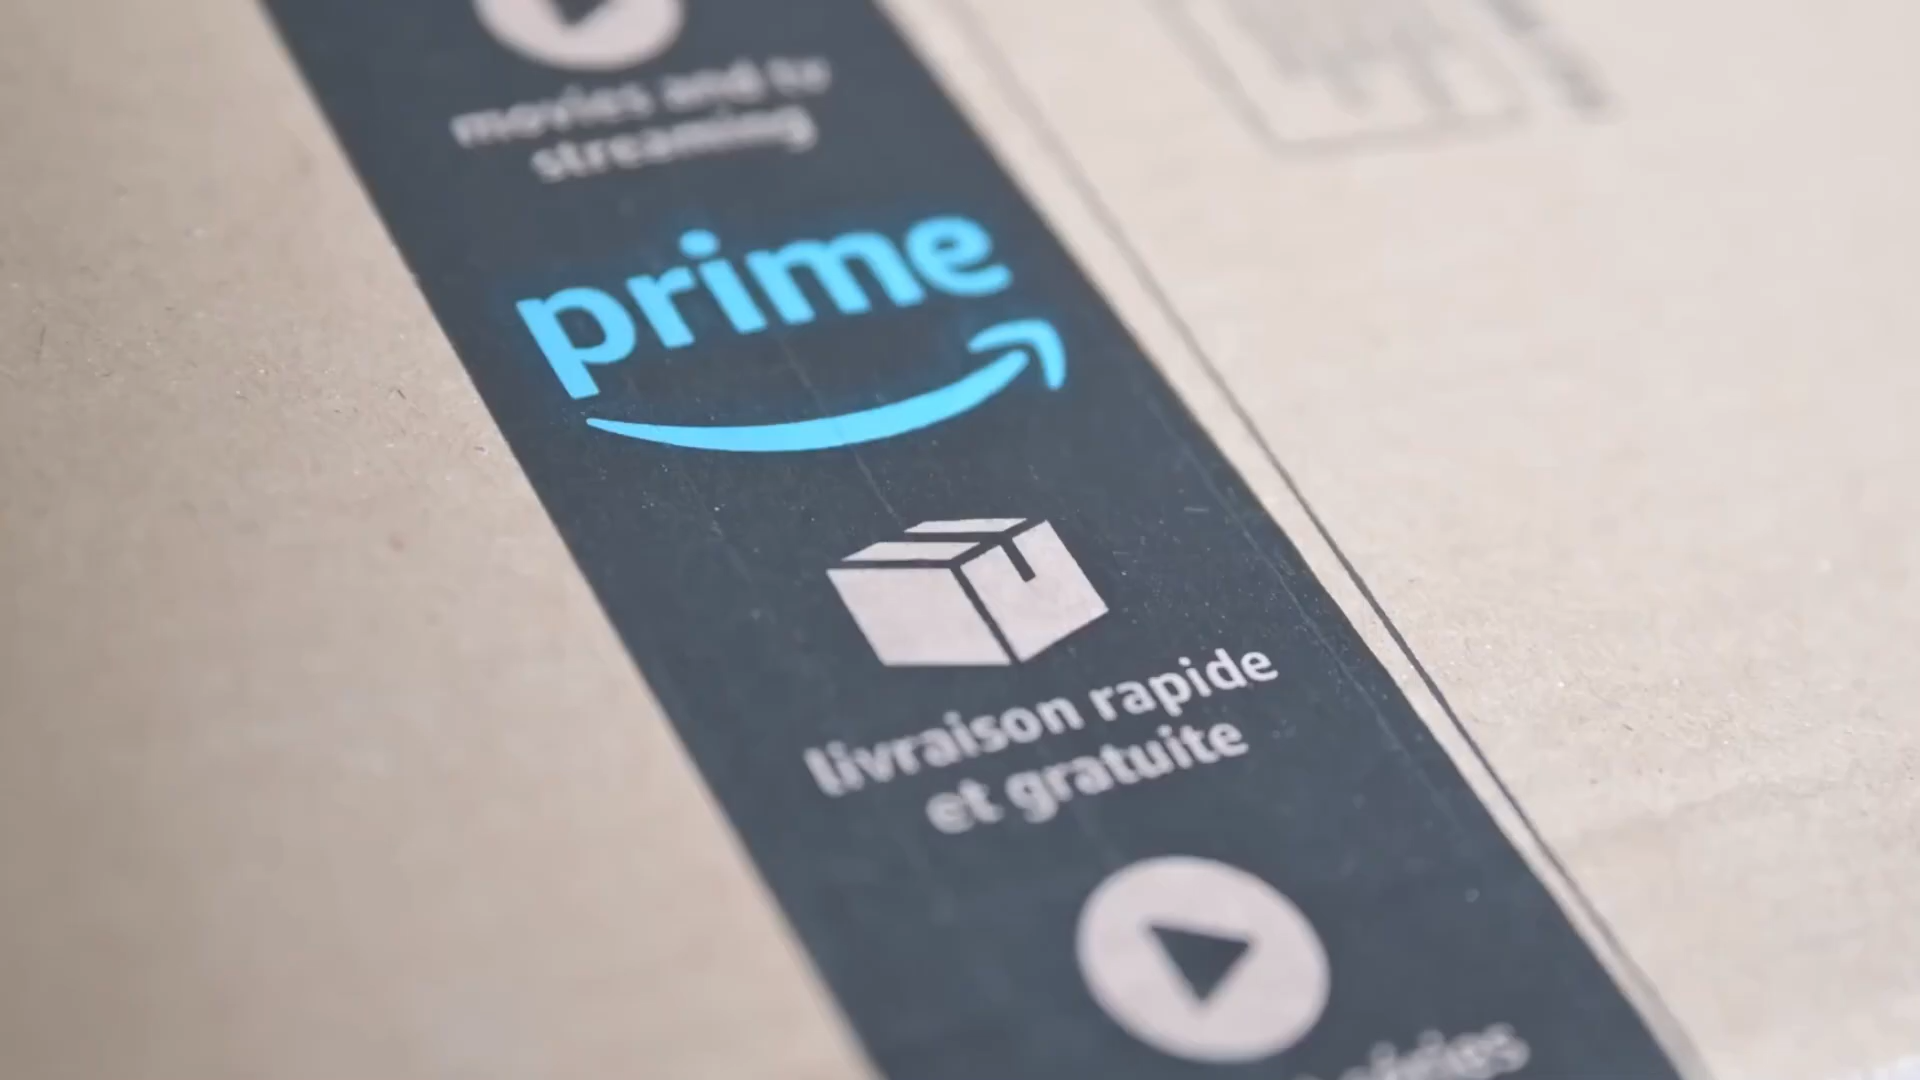 movies and tv
streaming
prime
livraison rapide
et gratuite